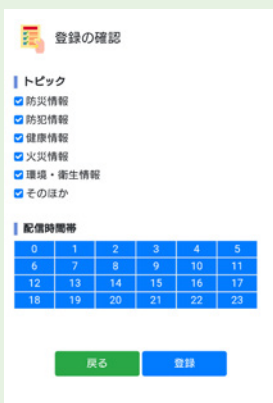 登録の確認
トピック
防災情報
防犯情報
健康情報
火災情報
環境・衛生情報
そのほか
配信時間帯
0 1 2 3 4 5
6 7 8 9 10 11
12 13 14 15 16 17
18 19 20 21 22 23
戻る 登録